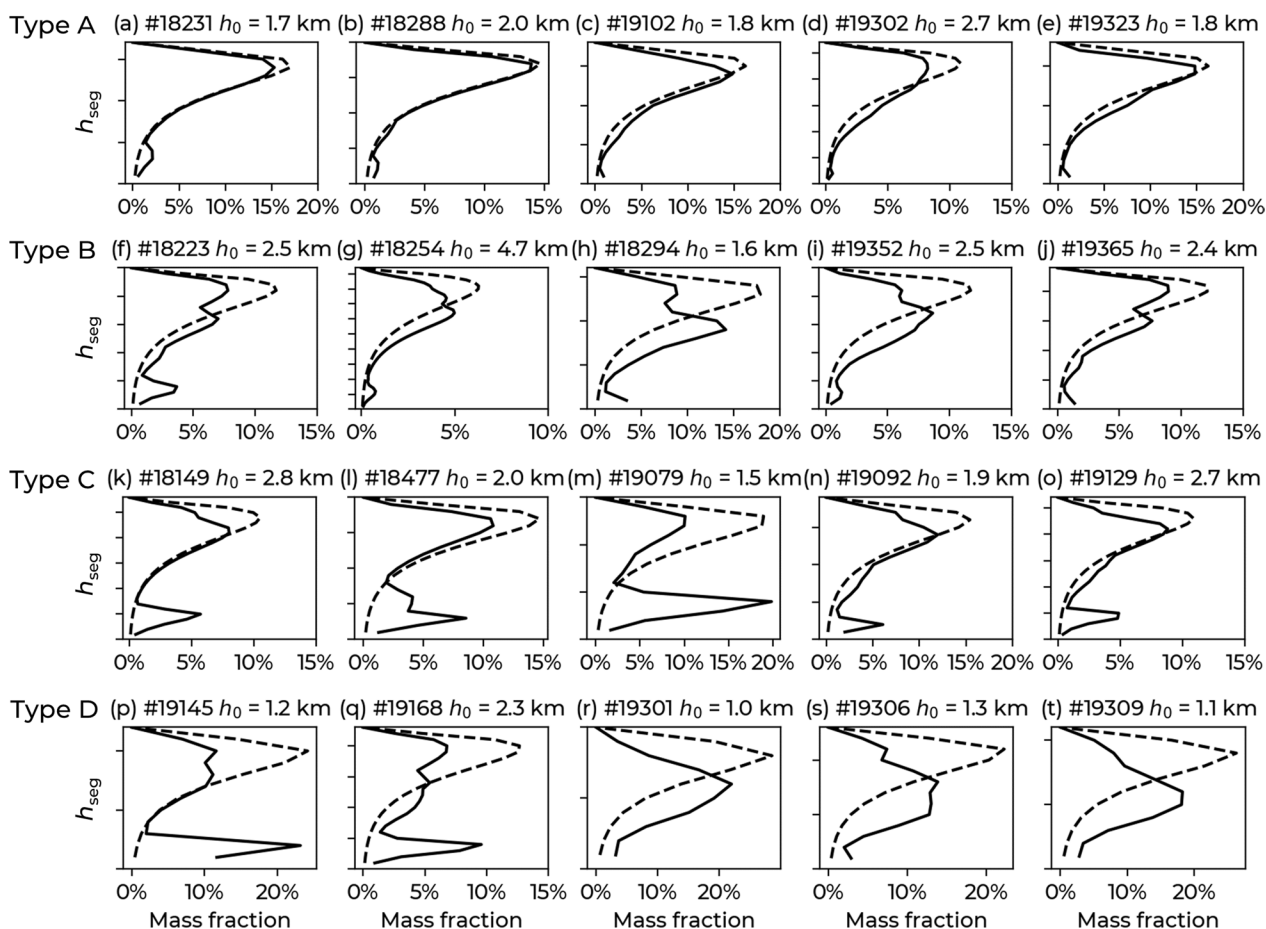 Type A (a) #18231 h₀ = 1.7 km (b) #18288 h₀ = 2.0 km (c) #19102 h₀ = 1.8 km (d) #19302 h₀ = 2.7 km (e) #19323 h₀ = 1.8 km
h_seg
0% 5% 10% 15% 20% 0% 5% 10% 15% 0% 5% 10% 15% 20% 0% 5% 10% 15% 0% 5% 10% 15% 20%
Type B (f) #18223 h₀ = 2.5 km (g) #18254 h₀ = 4.7 km (h) #18294 h₀ = 1.6 km (i) #19352 h₀ = 2.5 km (j) #19365 h₀ = 2.4 km
h_seg
0% 5% 10% 15% 0% 5% 10% 0% 5% 10% 15% 20% 0% 5% 10% 15% 0% 5% 10% 15%
Type C (k) #18149 h₀ = 2.8 km (l) #18477 h₀ = 2.0 km (m) #19079 h₀ = 1.5 km (n) #19092 h₀ = 1.9 km (o) #19129 h₀ = 2.7 km
h_seg
0% 5% 10% 15% 0% 5% 10% 15% 0% 5% 10% 15% 20% 0% 5% 10% 15% 20% 0% 5% 10% 15%
Type D (p) #19145 h₀ = 1.2 km (q) #19168 h₀ = 2.3 km (r) #19301 h₀ = 1.0 km (s) #19306 h₀ = 1.3 km (t) #19309 h₀ = 1.1 km
h_seg
0% 10% 20% 0% 5% 10% 15% 0% 10% 20% 0% 10% 20% 0% 10% 20%
Mass fraction Mass fraction Mass fraction Mass fraction Mass fraction